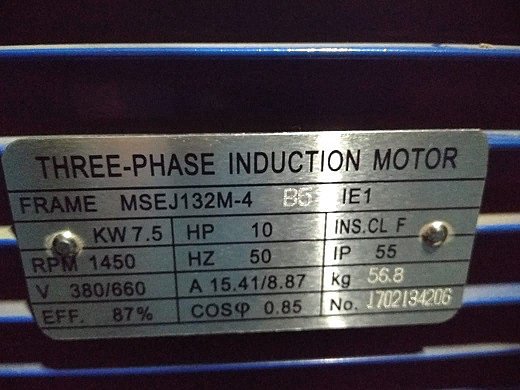 THREE-PHASE INDUCTION MOTOR
FRAME MSEJ132M-4 B5 IE1
KW 7.5 HP 10 INS.CL F
RPM 1450 HZ 50 IP 55
V 380/660 A 15.41/8.87 kg 56.8
EFF. 87% COSφ 0.85 No. 1702134206